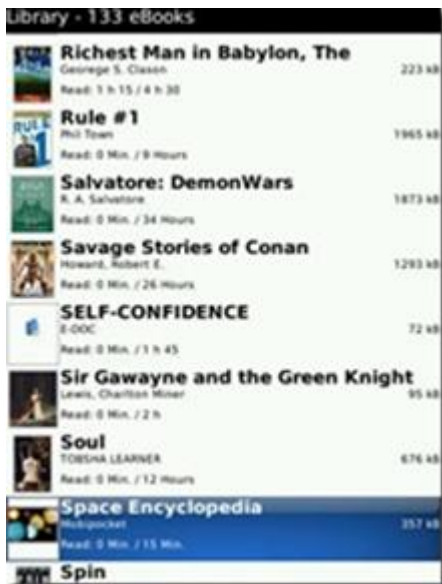 Library - 133 eBooks
Richest Man in Babylon, The
Georege S. Clason
223 kB
Read: 1 h 15 / 4 h 30
Rule #1
Phil Town
1965 kB
Read: 0 Min. / 9 Hours
Salvatore: DemonWars
R. A. Salvatore
1873 kB
Read: 0 Min. / 34 Hours
Savage Stories of Conan
Howard, Robert E.
1293 kB
Read: 0 Min. / 26 Hours
SELF-CONFIDENCE
E-DOC
72 kB
Read: 0 Min. / 1 h 45
Sir Gawayne and the Green Knight
Lewis, Charlton Miner
95 kB
Read: 0 Min. / 2 h
Soul
TOBSHA LEARNER
676 kB
Read: 0 Min. / 12 Hours
Space Encyclopedia
Mobipocket
357 kB
Read: 0 Min. / 15 Min.
Spin